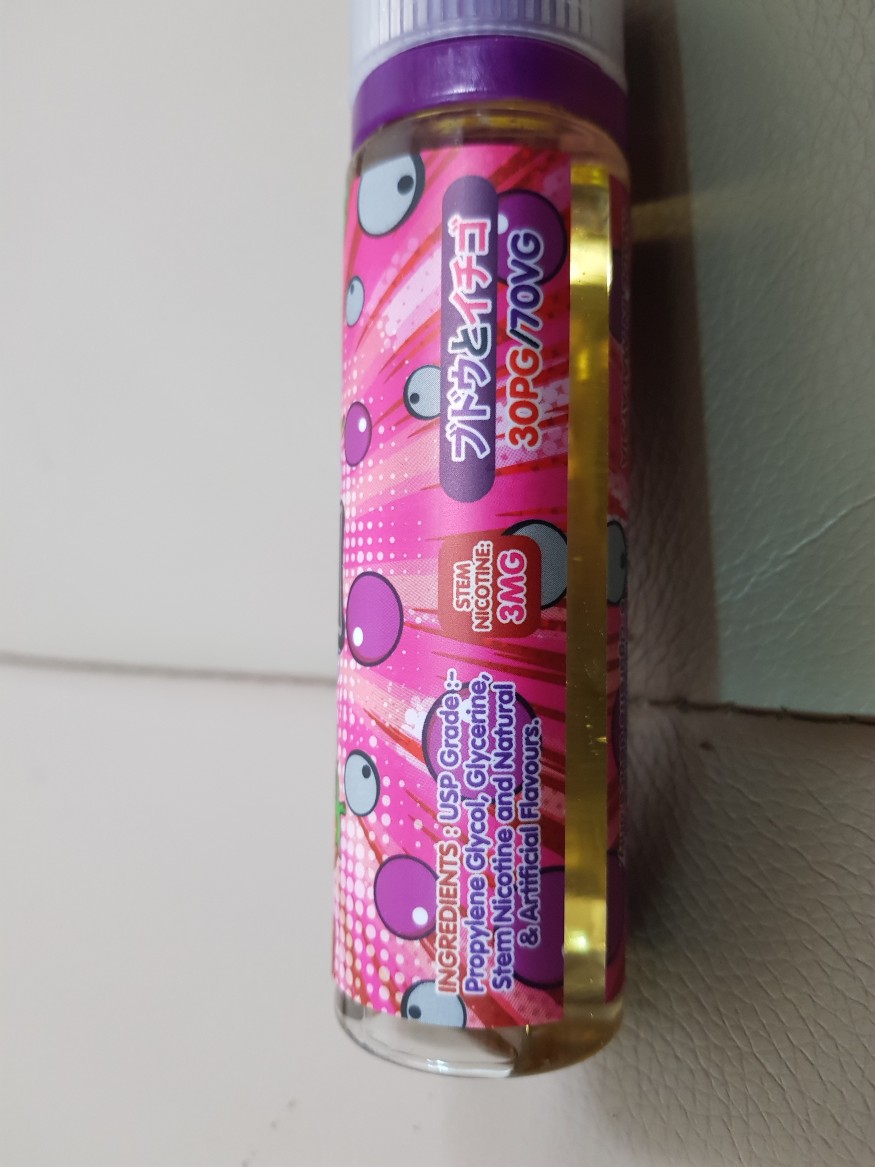 ブドウとイチゴ
30PG/70VG
STEM
NICOTINE:
3MG
INGREDIENTS : USP Grade :-
Propylene Glycol, Glycerine,
Stem Nicotine and Natural
& Artificial Flavours.